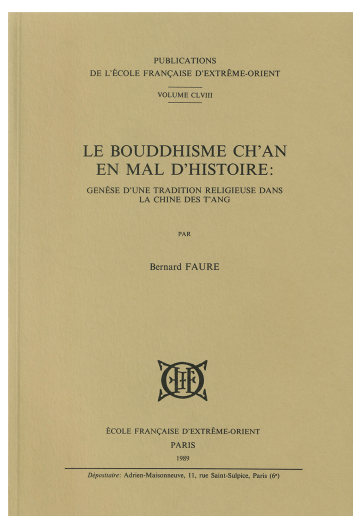 PUBLICATIONS
DE L'ÉCOLE FRANÇAISE D'EXTRÊME-ORIENT
VOLUME CLVIII
LE BOUDDHISME CH'AN
EN MAL D'HISTOIRE:
GENÈSE D'UNE TRADITION RELIGIEUSE DANS
LA CHINE DES T'ANG
PAR
Bernard FAURE
ÉCOLE FRANÇAISE D'EXTRÊME-ORIENT
PARIS
1989
Dépositaire: Adrien-Maisonneuve, 11, rue Saint-Sulpice, Paris (6e)